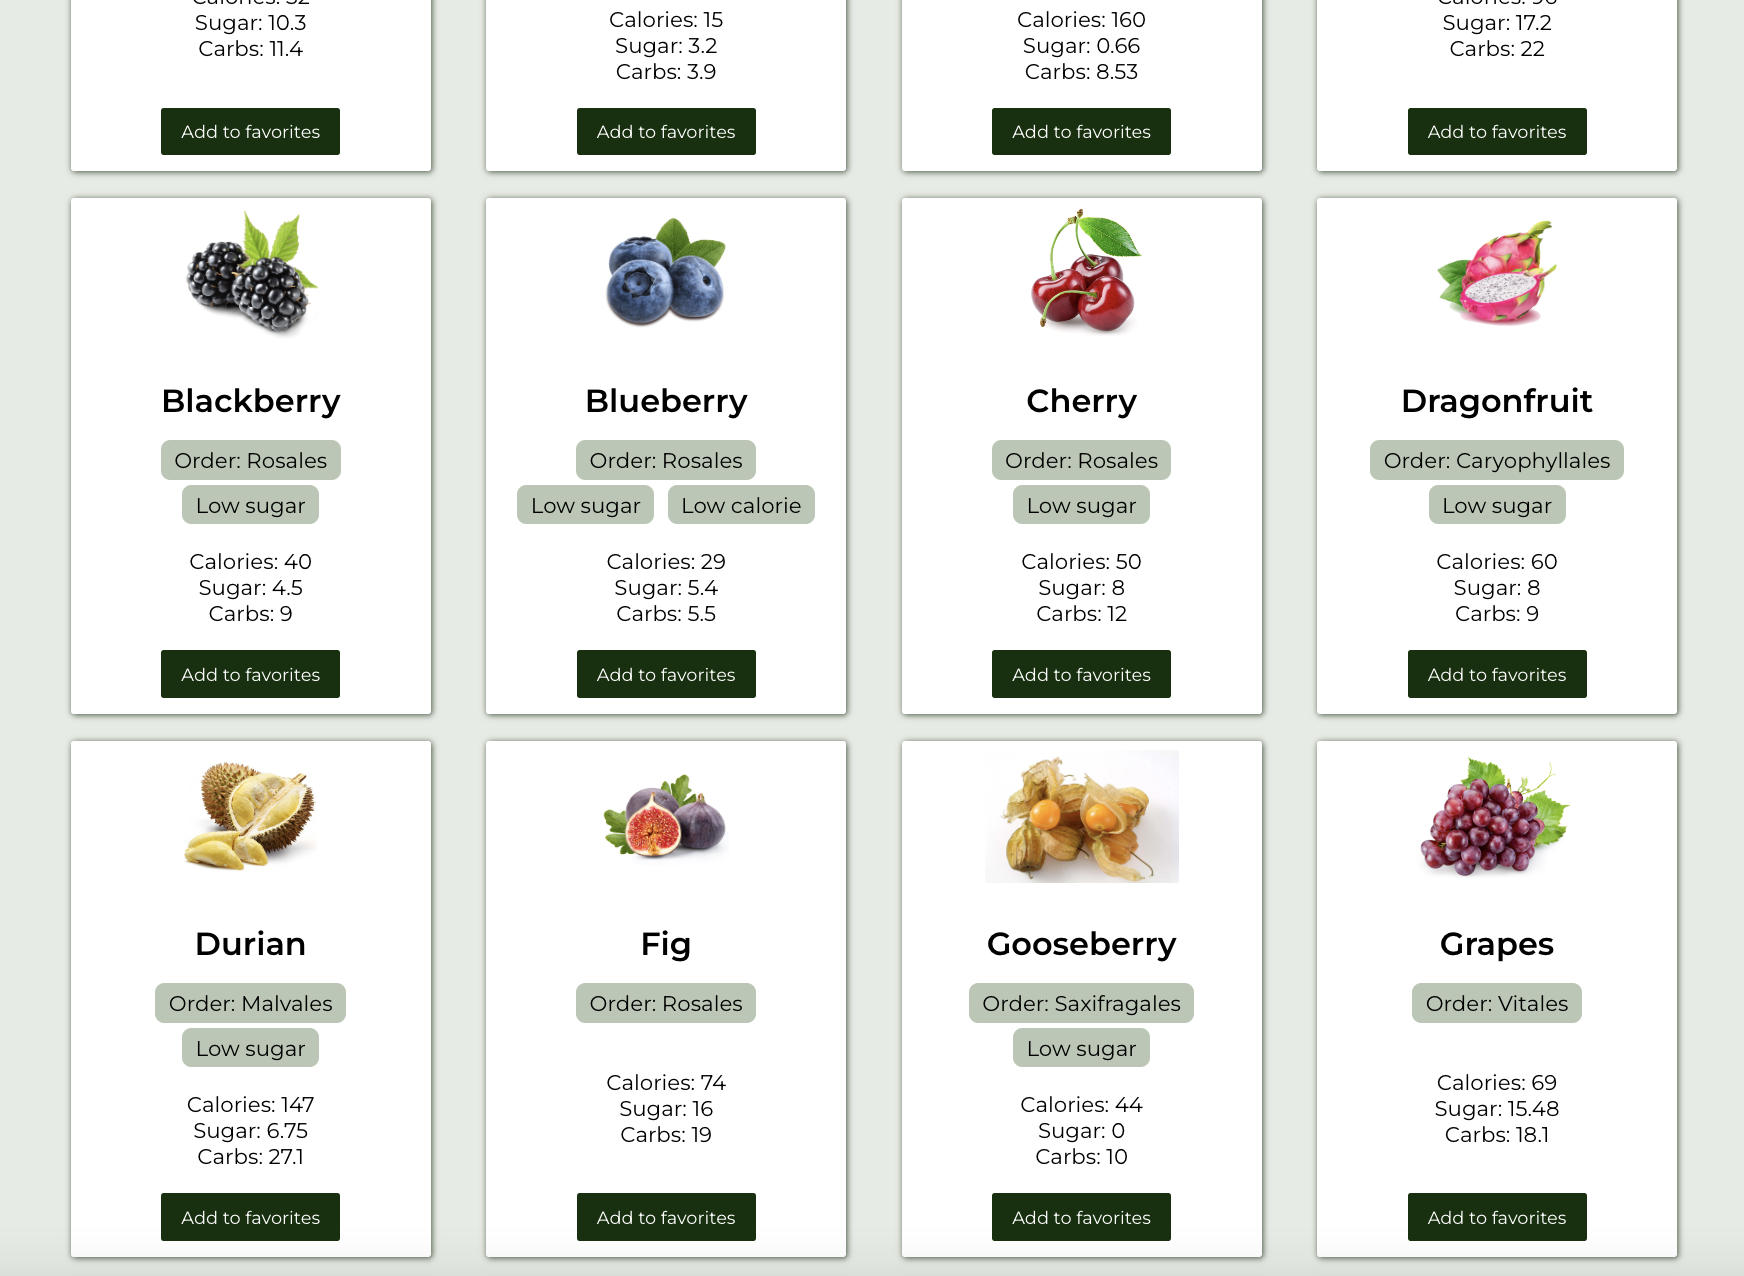 Sugar: 10.3
Carbs: 11.4
Add to favorites
Calories: 15
Sugar: 3.2
Carbs: 3.9
Add to favorites
Calories: 160
Sugar: 0.66
Carbs: 8.53
Add to favorites
Sugar: 17.2
Carbs: 22
Add to favorites
Blackberry
Order: Rosales
Low sugar
Calories: 40
Sugar: 4.5
Carbs: 9
Add to favorites
Blueberry
Order: Rosales
Low sugar Low calorie
Calories: 29
Sugar: 5.4
Carbs: 5.5
Add to favorites
Cherry
Order: Rosales
Low sugar
Calories: 50
Sugar: 8
Carbs: 12
Add to favorites
Dragonfruit
Order: Caryophyllales
Low sugar
Calories: 60
Sugar: 8
Carbs: 9
Add to favorites
Durian
Order: Malvales
Low sugar
Calories: 147
Sugar: 6.75
Carbs: 27.1
Add to favorites
Fig
Order: Rosales
Calories: 74
Sugar: 16
Carbs: 19
Add to favorites
Gooseberry
Order: Saxifragales
Low sugar
Calories: 44
Sugar: 0
Carbs: 10
Add to favorites
Grapes
Order: Vitales
Calories: 69
Sugar: 15.48
Carbs: 18.1
Add to favorites